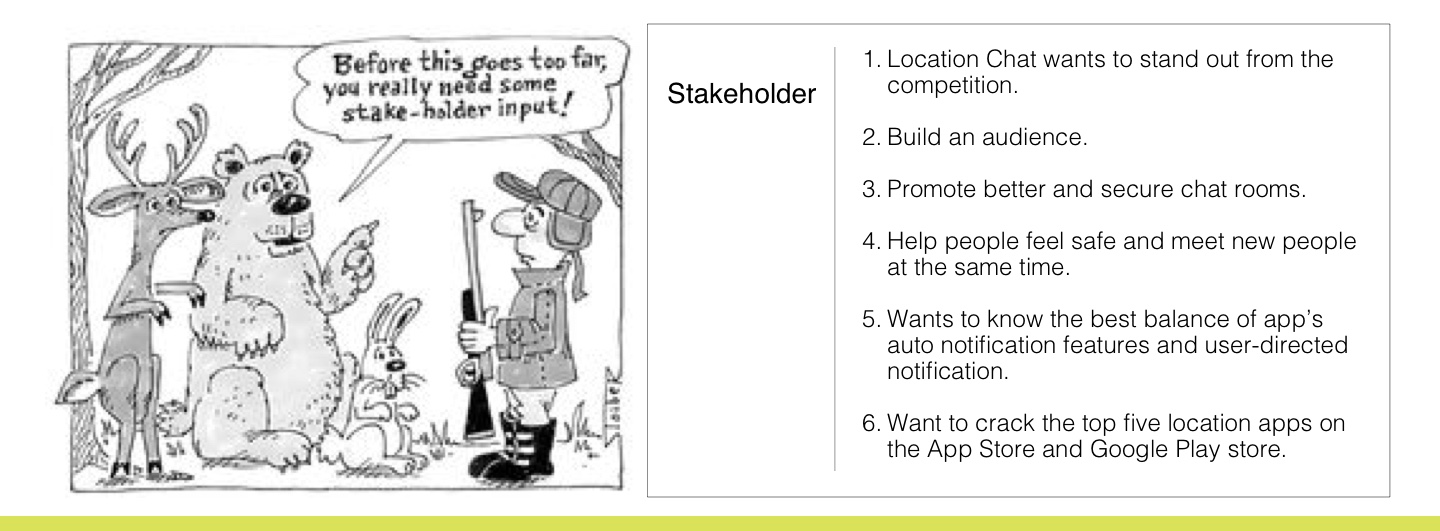 Before this goes too far,
you really need some
stake-holder input!
Stakeholder
1. Location Chat wants to stand out from the
competition.
2. Build an audience.
3. Promote better and secure chat rooms.
4. Help people feel safe and meet new people
at the same time.
5. Wants to know the best balance of app’s
auto notification features and user-directed
notification.
6. Want to crack the top five location apps on
the App Store and Google Play store.